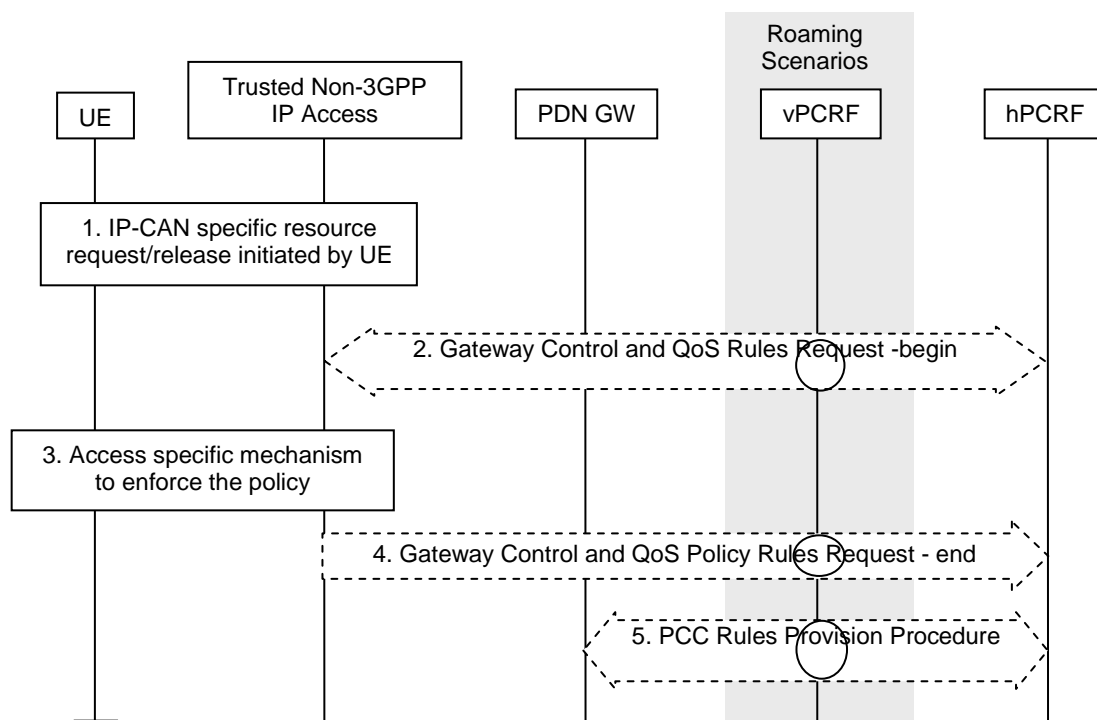 Roaming
Scenarios
UE
Trusted Non-3GPP
IP Access
PDN GW
vPCRF
hPCRF
1. IP-CAN specific resource
request/release initiated by UE
2. Gateway Control and QoS Rules Request -begin
3. Access specific mechanism
to enforce the policy
4. Gateway Control and QoS Policy Rules Request - end
5. PCC Rules Provision Procedure